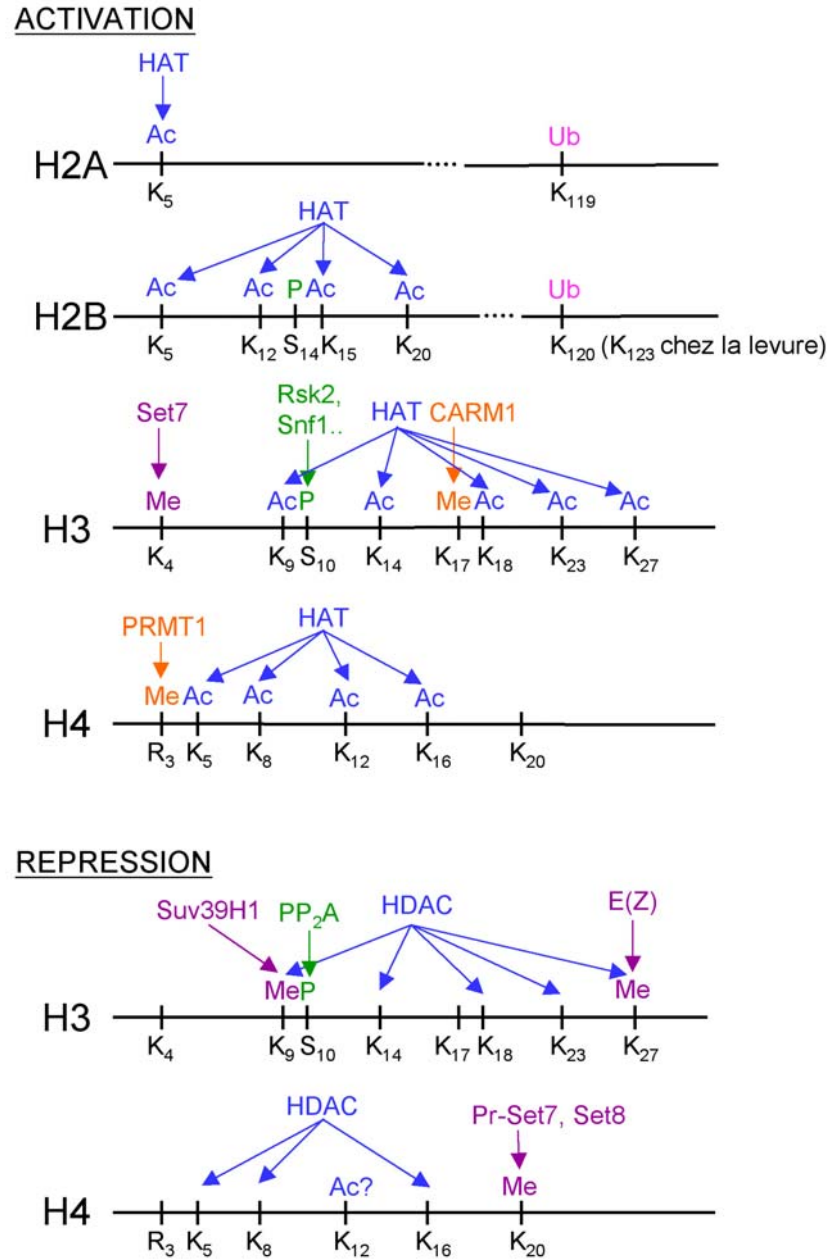 ACTIVATION
HAT
Ac Ub
H2A ....
K5 K119
HAT
Ac Ac P Ac Ac Ub
H2B ....
K5 K12 S14 K15 K20 K120 (K123 chez la levure)
Set7 Rsk2, Snf1.. HAT CARM1
Me Ac P Ac Me Ac Ac Ac
H3
K4 K9 S10 K14 K17 K18 K23 K27
PRMT1 HAT
Me Ac Ac Ac Ac
H4
R3 K5 K8 K12 K16 K20
REPRESSION
Suv39H1 PP2A HDAC E(Z)
Me P Me
H3
K4 K9 S10 K14 K17 K18 K23 K27
HDAC Pr-Set7, Set8
Ac? Me
H4
R3 K5 K8 K12 K16 K20